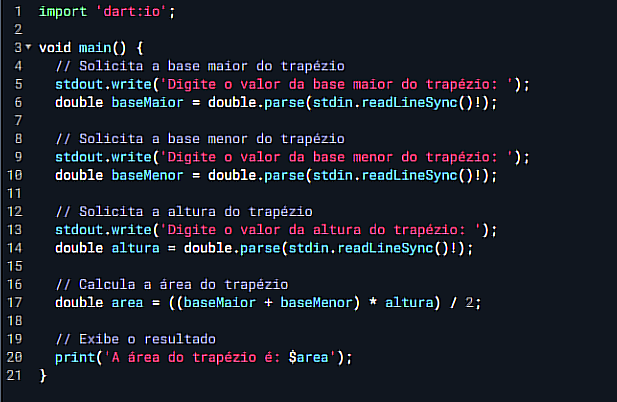 1 import 'dart:io';
2
3 void main() {
4 // Solicita a base maior do trapézio
5 stdout.write('Digite o valor da base maior do trapézio: ');
6 double baseMaior = double.parse(stdin.readLineSync()!);
7
8 // Solicita a base menor do trapézio
9 stdout.write('Digite o valor da base menor do trapézio: ');
10 double baseMenor = double.parse(stdin.readLineSync()!);
11
12 // Solicita a altura do trapézio
13 stdout.write('Digite o valor da altura do trapézio: ');
14 double altura = double.parse(stdin.readLineSync()!);
15
16 // Calcula a área do trapézio
17 double area = ((baseMaior + baseMenor) * altura) / 2;
18
19 // Exibe o resultado
20 print('A área do trapézio é: $area');
21 }